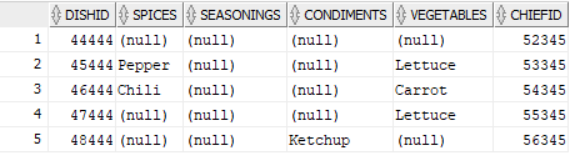 DISHID SPICES SEASONINGS CONDIMENTS VEGETABLES CHIEFID
1 44444 (null) (null) (null) (null) 52345
2 45444 Pepper (null) (null) Lettuce 53345
3 46444 Chili (null) (null) Carrot 54345
4 47444 (null) (null) (null) Lettuce 55345
5 48444 (null) (null) Ketchup (null) 56345